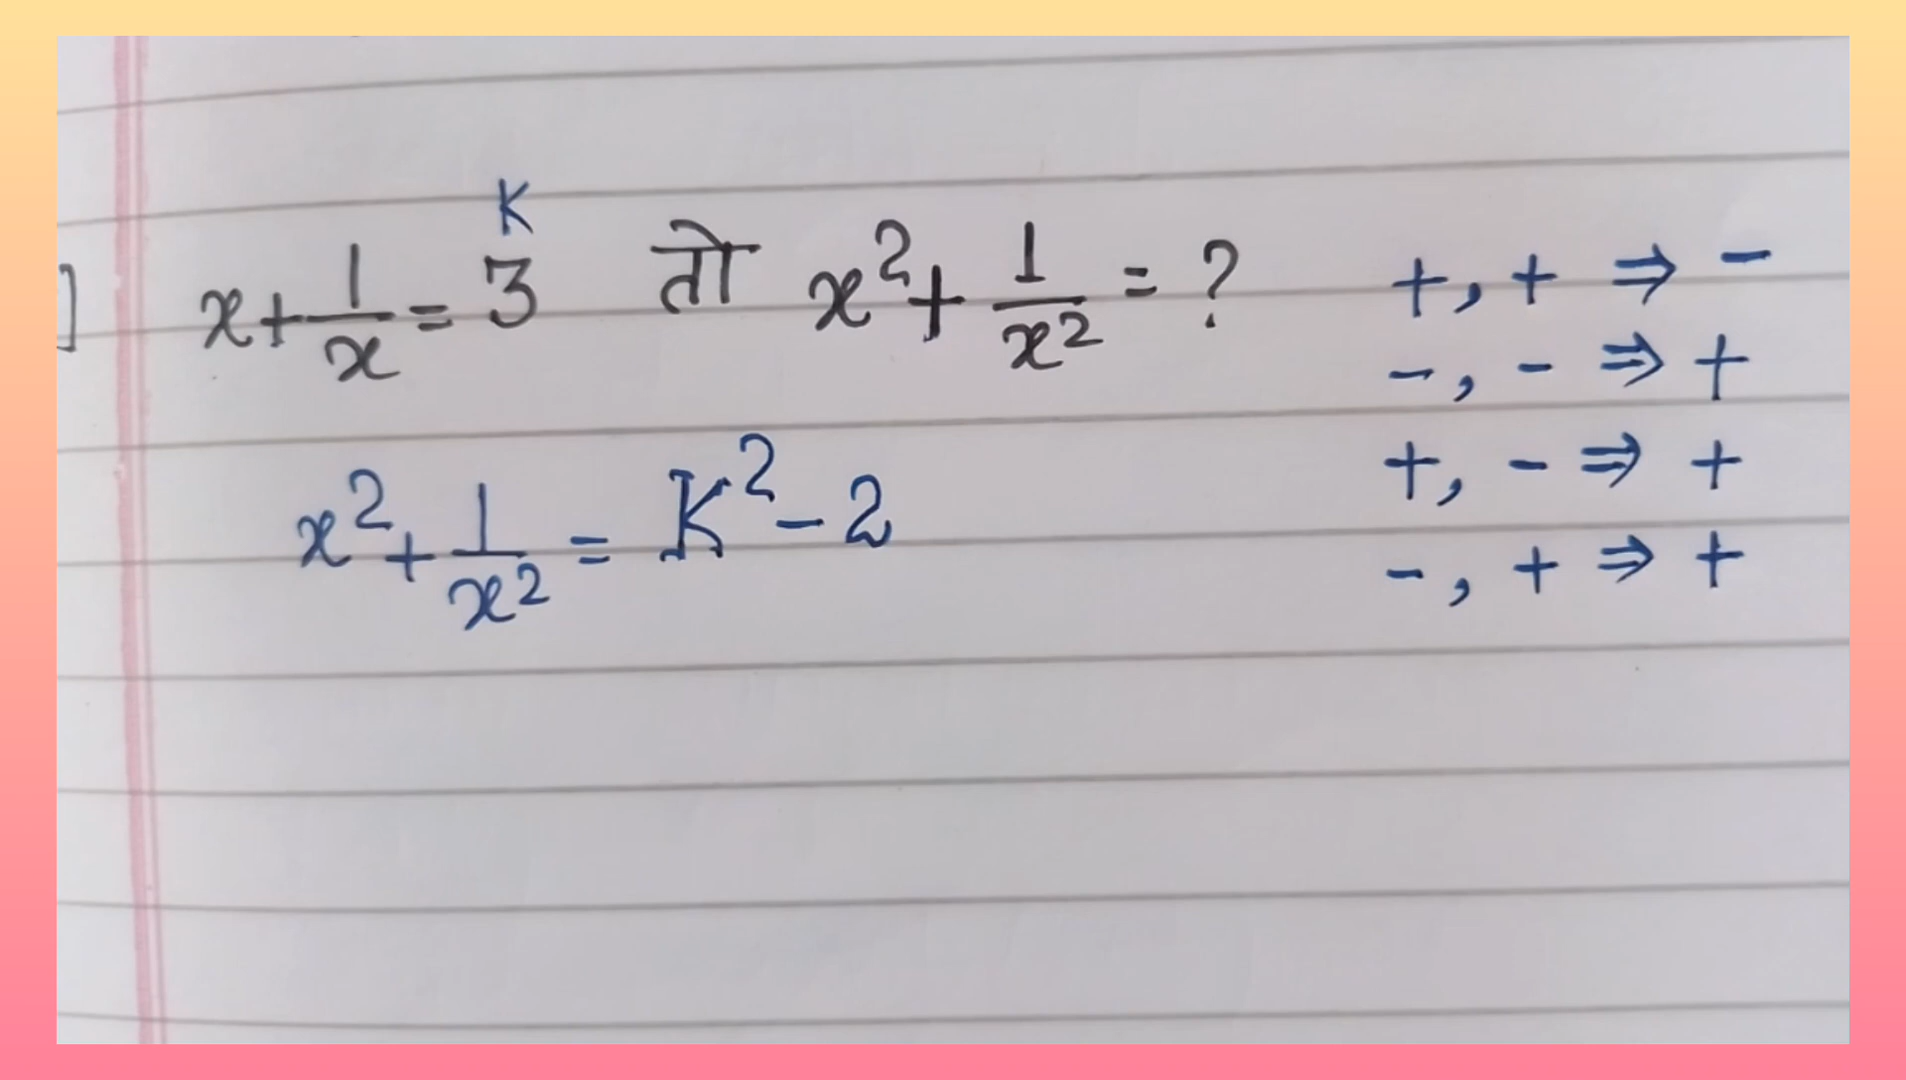 K
] x + 1/x = 3 तो x² + 1/x² = ?
x² + 1/x² = K² - 2
+, + ⇒ -
-, - ⇒ +
+, - ⇒ +
-, + ⇒ +